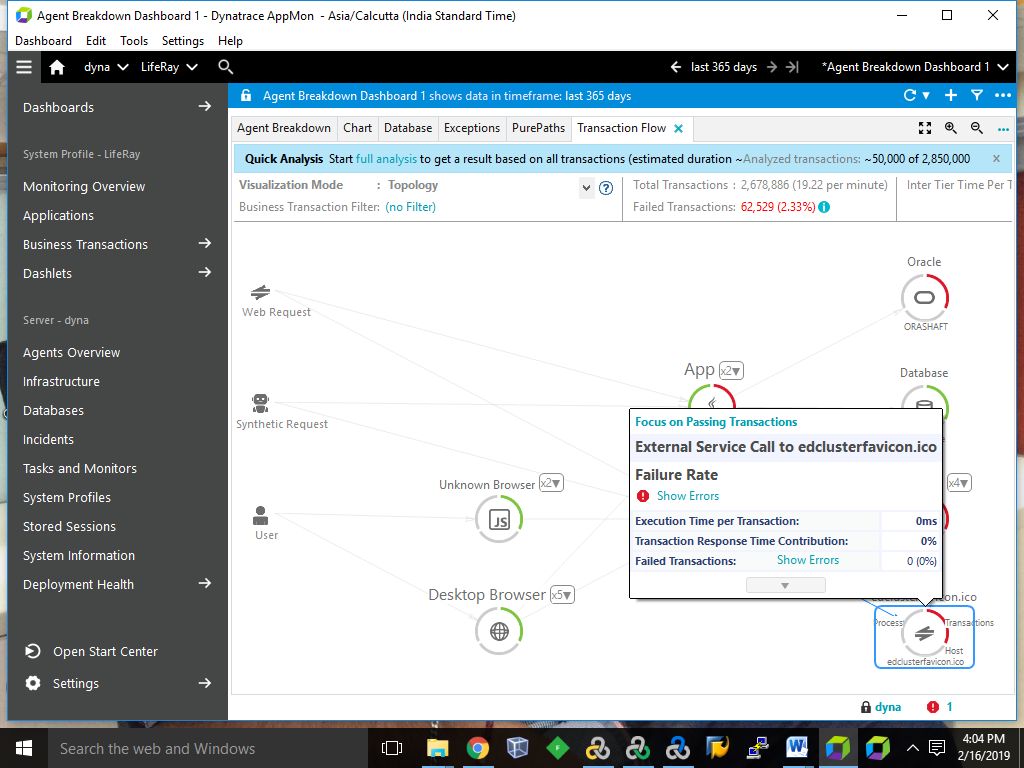 Agent Breakdown Dashboard 1 - Dynatrace AppMon - Asia/Calcutta (India Standard Time)
Dashboard Edit Tools Settings Help
dyna LifeRay last 365 days *Agent Breakdown Dashboard 1
Agent Breakdown Dashboard 1 shows data in timeframe: last 365 days
Dashboards
System Profile - LifeRay
Monitoring Overview
Applications
Business Transactions
Dashlets
Server - dyna
Agents Overview
Infrastructure
Databases
Incidents
Tasks and Monitors
System Profiles
Stored Sessions
System Information
Deployment Health
Open Start Center
Settings
Agent Breakdown Chart Database Exceptions PurePaths Transaction Flow
Quick Analysis Start full analysis to get a result based on all transactions (estimated duration ~Analyzed transactions: ~50,000 of 2,850,000
Visualization Mode : Topology
Business Transaction Filter: (no Filter)
Total Transactions : 2,678,886 (19.22 per minute)
Failed Transactions: 62,529 (2.33%)
Inter Tier Time Per T
Web Request
Synthetic Request
User
Unknown Browser x2
JS
Desktop Browser x5
App x2
Oracle
ORASHAFT
Database
x4
Focus on Passing Transactions
External Service Call to edclusterfavicon.ico
Failure Rate
Show Errors
Execution Time per Transaction: 0ms
Transaction Response Time Contribution: 0%
Failed Transactions: Show Errors 0 (0%)
Process Transactions
Host
edclusterfavicon.ico
dyna 1
Search the web and Windows
4:04 PM
2/16/2019